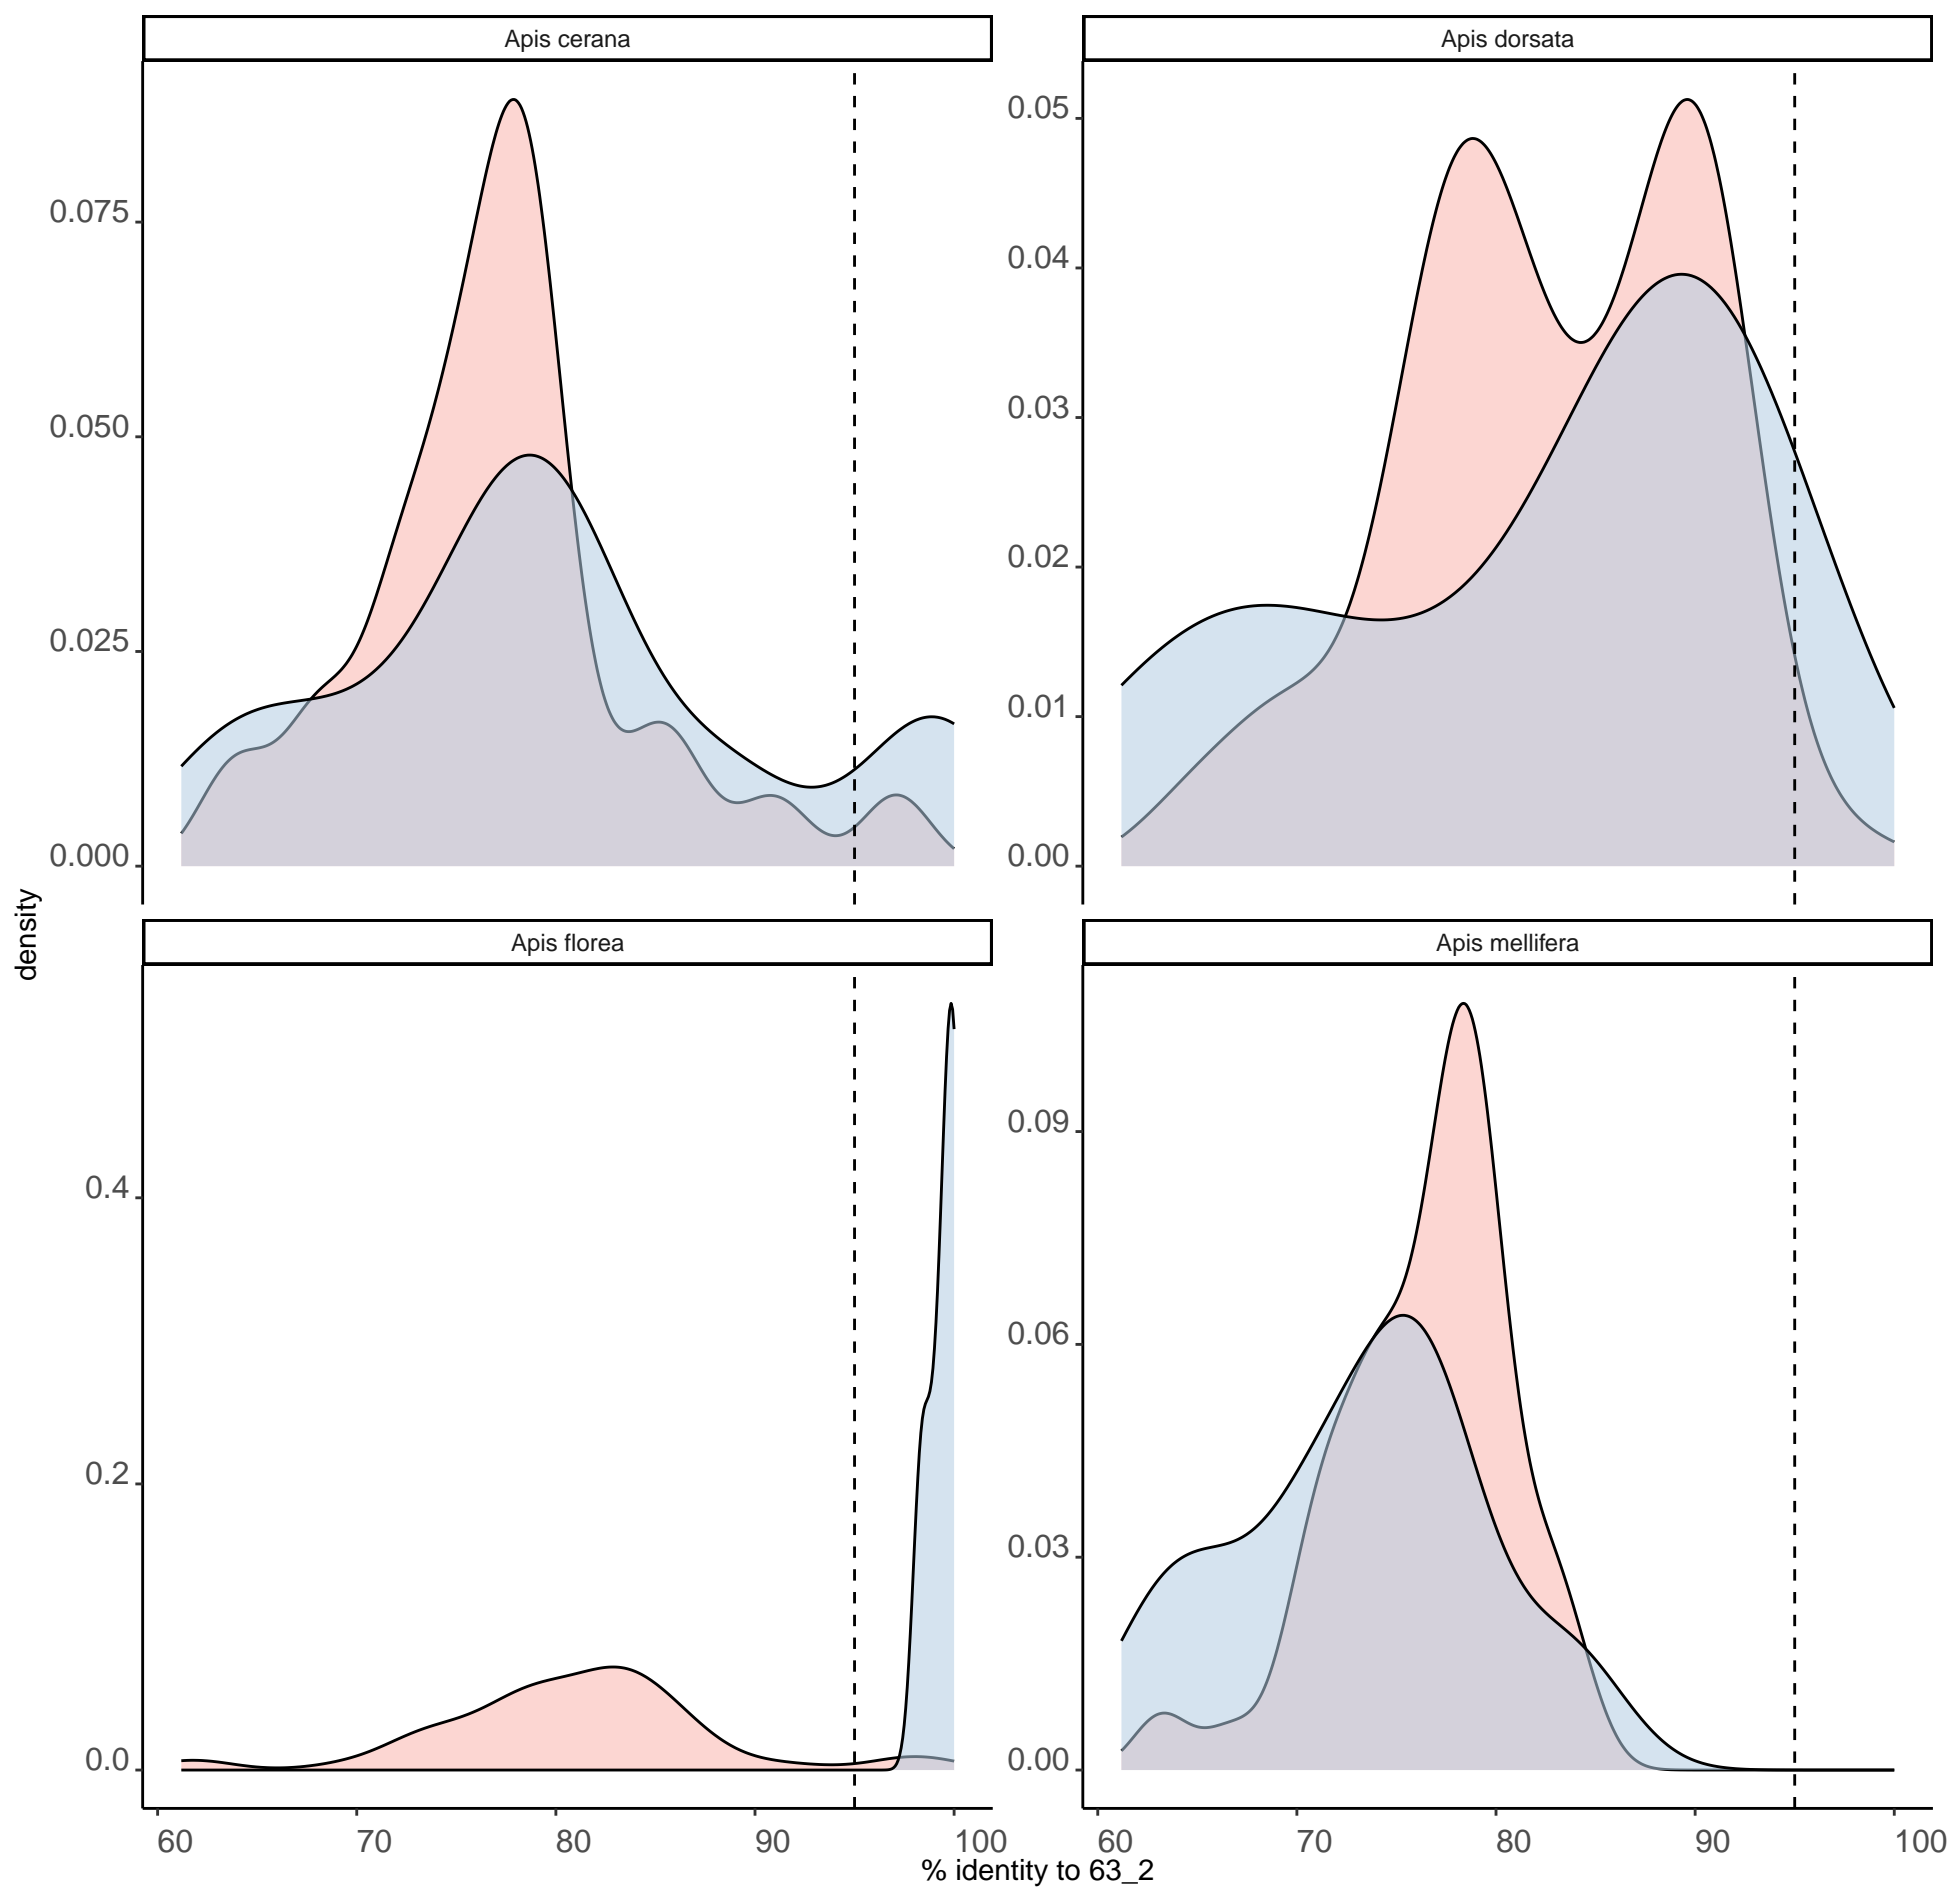 Apis cerana
Apis dorsata
0.075
0.050
0.025
0.000
0.05
0.04
0.03
0.02
0.01
0.00
density
Apis florea
Apis mellifera
0.4
0.2
0.0
0.09
0.06
0.03
0.00
60 70 80 90 100
60 70 80 90 100
% identity to 63_2